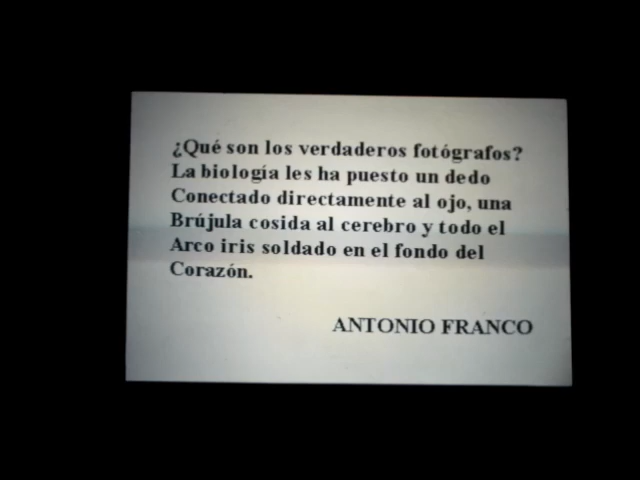 ¿Qué son los verdaderos fotógrafos?
La biología les ha puesto un dedo
Conectado directamente al ojo, una
Brújula cosida al cerebro y todo el
Arco iris soldado en el fondo del
Corazón.
ANTONIO FRANCO